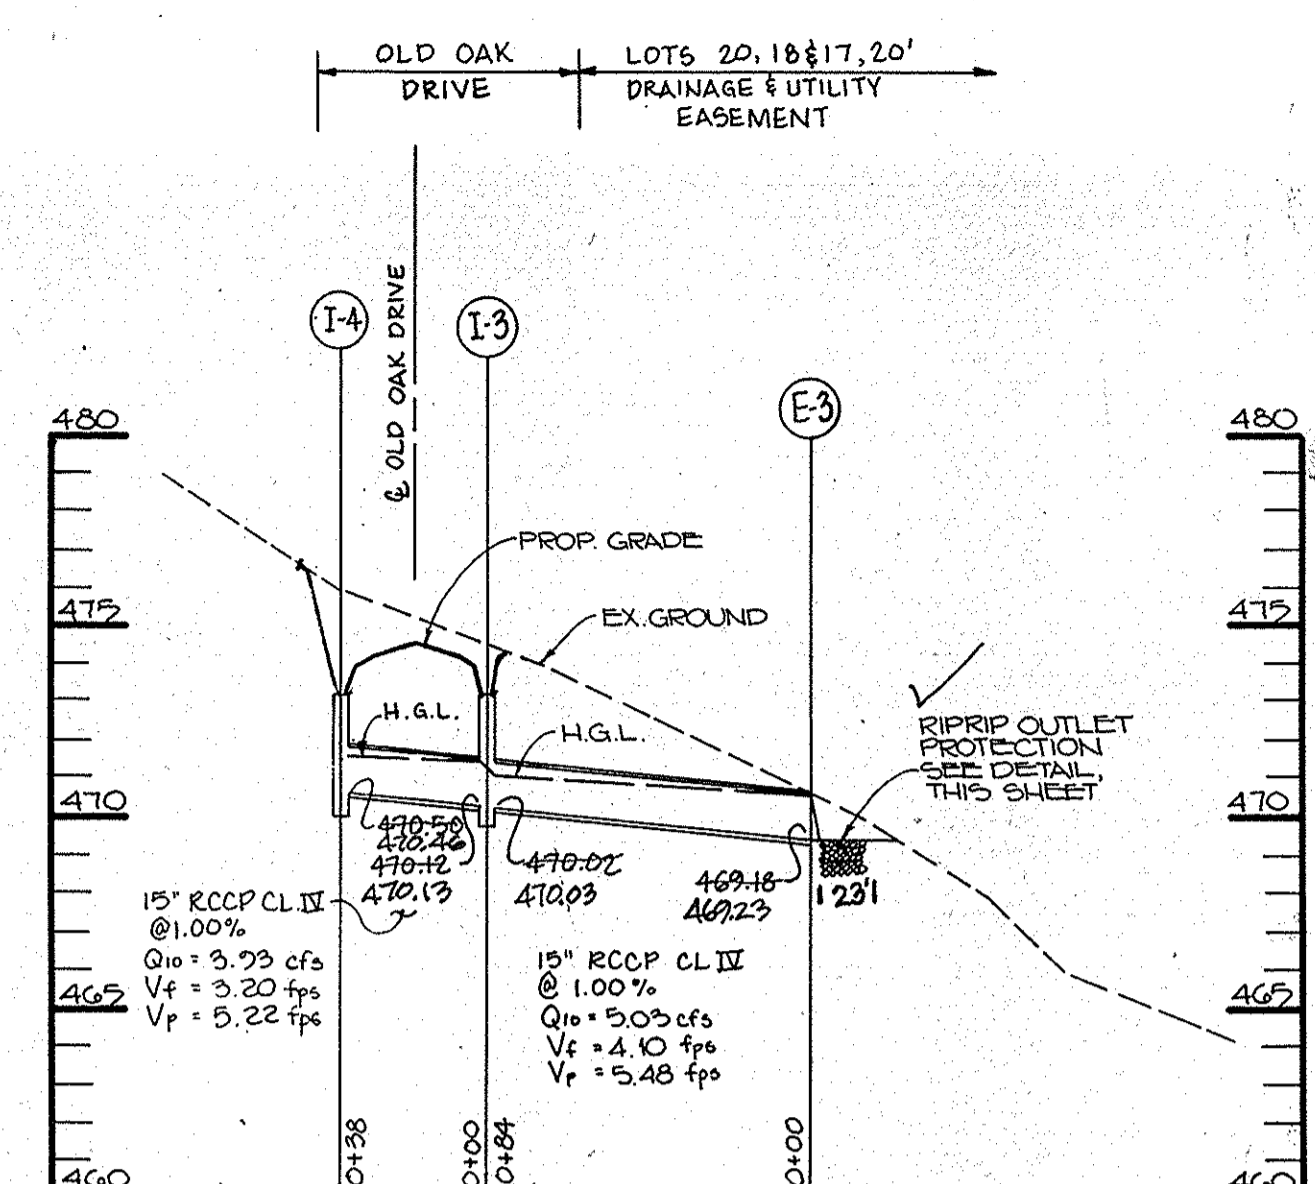 OLD OAK
DRIVE
LOTS 20, 18 & 17, 20'
DRAINAGE & UTILITY
EASEMENT
I-4
℄ OLD OAK DRIVE
I-3
E-3
480
480
PROP. GRADE
475
EX. GROUND
475
H.G.L.
H.G.L.
RIPRIP OUTLET
PROTECTION
SEE DETAIL,
THIS SHEET
470
470
470.50
470.46
470.12
470.13
470.02
470.03
469.18
469.23
1 23'1
15" RCCP CL. IV
@ 1.00%
Q10 = 3.93 cfs
Vf = 3.20 fps
Vp = 5.22 fps
465
15" RCCP CL IV
@ 1.00%
Q10 = 5.03 cfs
Vf = 4.10 fps
Vp = 5.48 fps
465
0+38
0+00
0+84
0+00
460
460